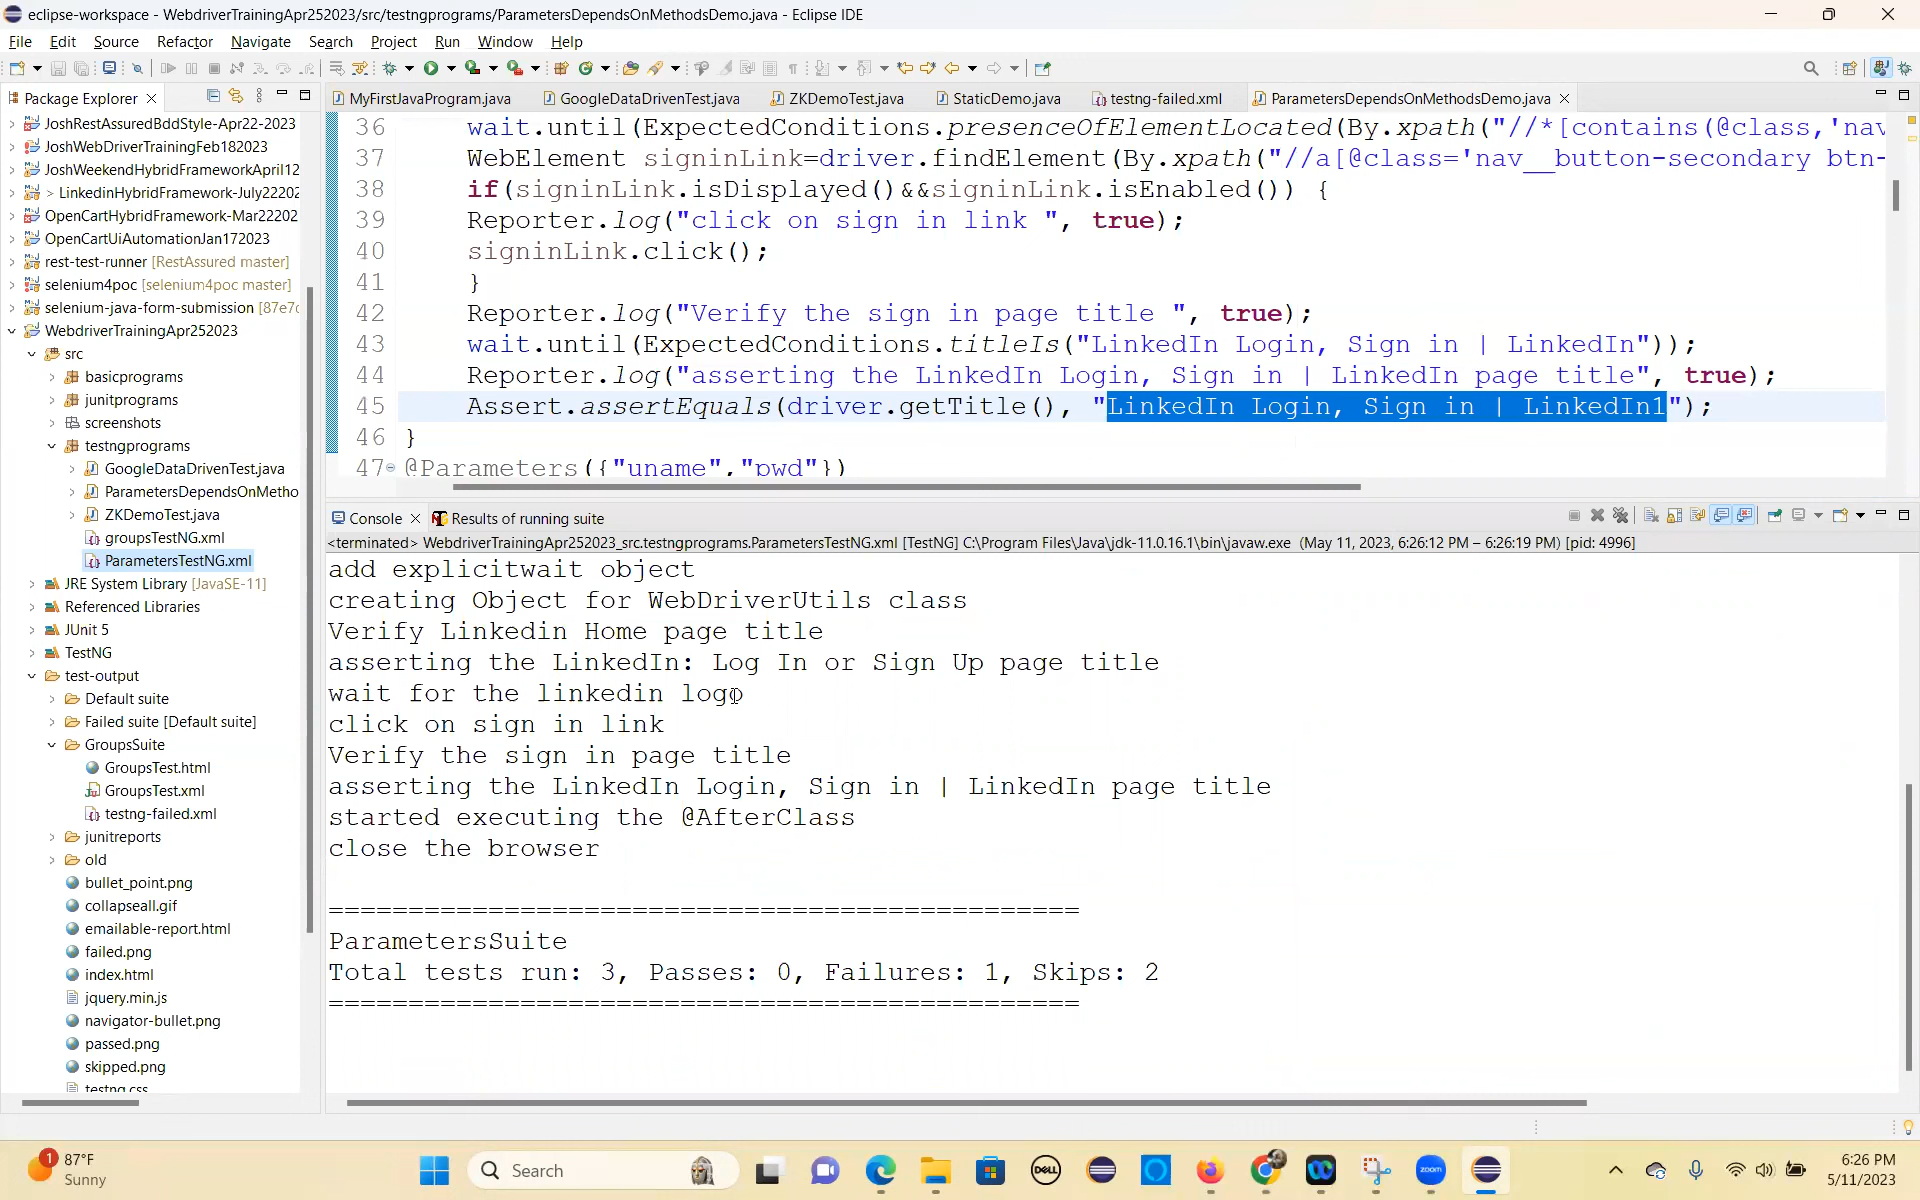 eclipse-workspace - WebdriverTrainingApr252023/src/testngprograms/ParametersDependsOnMethodsDemo.java - Eclipse IDE
File Edit Source Refactor Navigate Search Project Run Window Help
Package Explorer
MyFirstJavaProgram.java GoogleDataDrivenTest.java ZKDemoTest.java StaticDemo.java testng-failed.xml ParametersDependsOnMethodsDemo.java
JoshRestAssuredBddStyle-Apr22-2023
JoshWebDriverTrainingFeb182023
JoshWeekendHybridFrameworkApril12
> LinkedinHybridFramework-July22202
OpenCartHybridFramework-Mar22202
OpenCartUiAutomationJan172023
rest-test-runner [RestAssured master]
selenium4poc [selenium4poc master]
selenium-java-form-submission [87e7c
WebdriverTrainingApr252023
src
basicprograms
junitprograms
screenshots
testngprograms
GoogleDataDrivenTest.java
ParametersDependsOnMetho
ZKDemoTest.java
groupsTestNG.xml
ParametersTestNG.xml
JRE System Library [JavaSE-11]
Referenced Libraries
JUnit 5
TestNG
test-output
Default suite
Failed suite [Default suite]
GroupsSuite
GroupsTest.html
GroupsTest.xml
testng-failed.xml
junitreports
old
bullet_point.png
collapseall.gif
emailable-report.html
failed.png
index.html
jquery.min.js
navigator-bullet.png
passed.png
skipped.png
testng.css
36 wait.until(ExpectedConditions.presenceOfElementLocated(By.xpath("//*[contains(@class,'nav
37 WebElement signinLink=driver.findElement(By.xpath("//a[@class='nav__button-secondary btn-
38 if(signinLink.isDisplayed()&&signinLink.isEnabled()) {
39 Reporter.log("click on sign in link ", true);
40 signinLink.click();
41 }
42 Reporter.log("Verify the sign in page title ", true);
43 wait.until(ExpectedConditions.titleIs("LinkedIn Login, Sign in | LinkedIn"));
44 Reporter.log("asserting the LinkedIn Login, Sign in | LinkedIn page title", true);
45 Assert.assertEquals(driver.getTitle(), "LinkedIn Login, Sign in | LinkedIn1");
46 }
47 @Parameters({"uname","pwd"})
Console Results of running suite
<terminated> WebdriverTrainingApr252023_src.testngprograms.ParametersTestNG.xml [TestNG] C:\Program Files\Java\jdk-11.0.16.1\bin\javaw.exe (May 11, 2023, 6:26:12 PM – 6:26:19 PM) [pid: 4996]
add explicitwait object
creating Object for WebDriverUtils class
Verify Linkedin Home page title
asserting the LinkedIn: Log In or Sign Up page title
wait for the linkedin logo
click on sign in link
Verify the sign in page title
asserting the LinkedIn Login, Sign in | LinkedIn page title
started executing the @AfterClass
close the browser
===============================================
ParametersSuite
Total tests run: 3, Passes: 0, Failures: 1, Skips: 2
===============================================
1
87°F
Sunny
Search
DELL
zoom
6:26 PM
5/11/2023